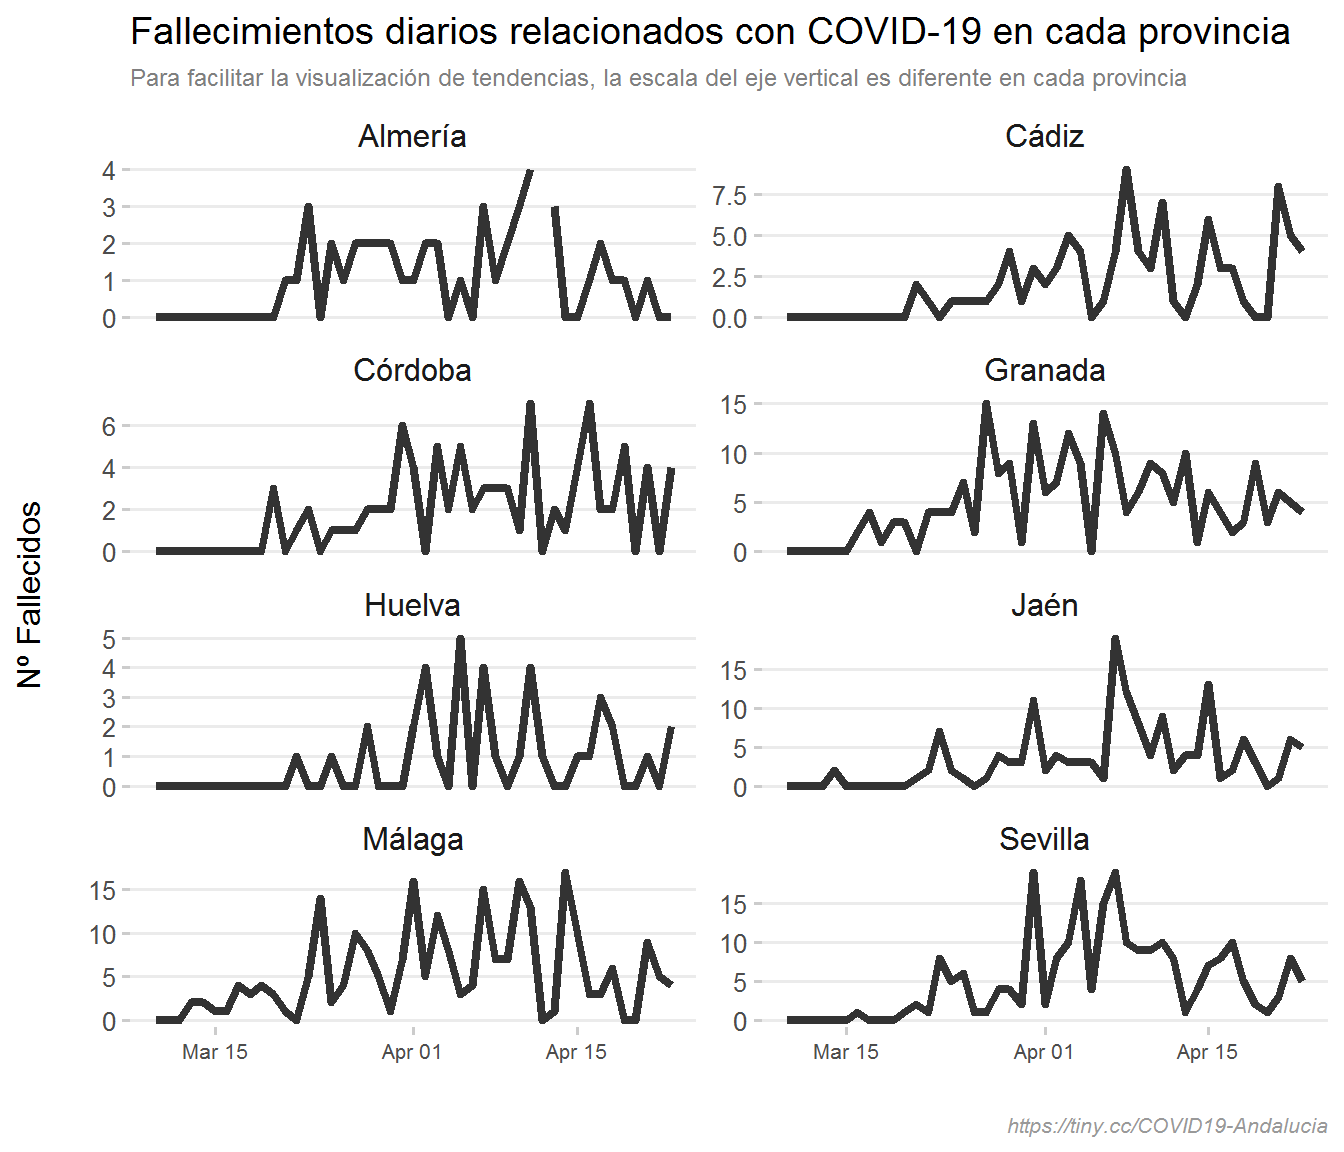 Fallecimientos diarios relacionados con COVID-19 en cada provincia
Para facilitar la visualización de tendencias, la escala del eje vertical es diferente en cada provincia
Nº Fallecidos
Almería
4
3
2
1
0
Cádiz
7.5
5.0
2.5
0.0
Córdoba
6
4
2
0
Granada
15
10
5
0
Huelva
5
4
3
2
1
0
Jaén
15
10
5
0
Málaga
15
10
5
0
Sevilla
15
10
5
0
Mar 15 Apr 01 Apr 15
Mar 15 Apr 01 Apr 15
https://tiny.cc/COVID19-Andalucia